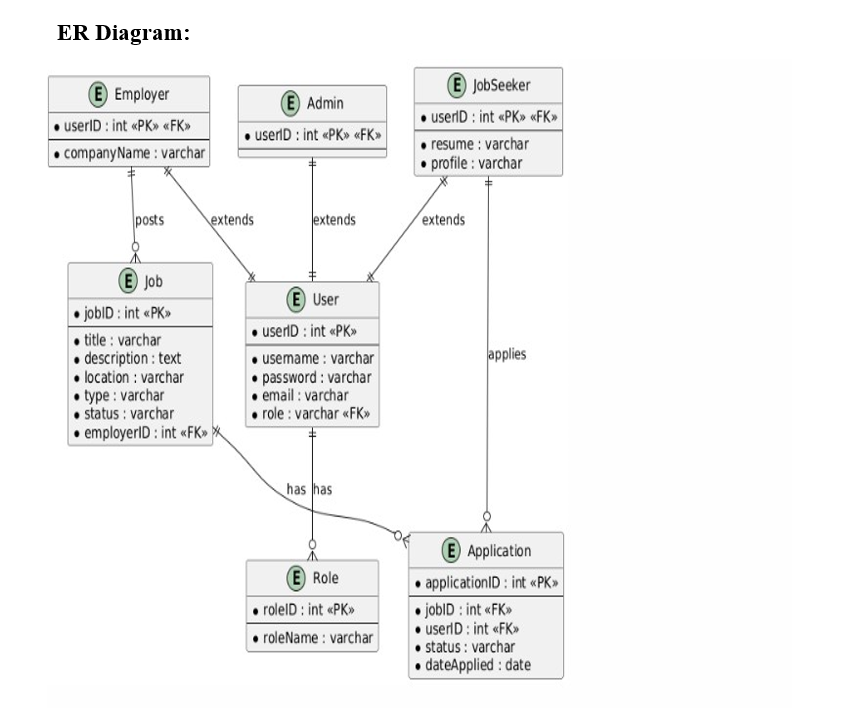 ER Diagram:
E Employer
• userID : int «PK» «FK»
• companyName : varchar
E Admin
• userID : int «PK» «FK»
E JobSeeker
• userID : int «PK» «FK»
• resume : varchar
• profile : varchar
posts
extends
extends
extends
E Job
• jobID : int «PK»
• title : varchar
• description : text
• location : varchar
• type : varchar
• status : varchar
• employerID : int «FK»
E User
• userID : int «PK»
• username : varchar
• password : varchar
• email : varchar
• role : varchar «FK»
applies
has
has
E Role
• roleID : int «PK»
• roleName : varchar
E Application
• applicationID : int «PK»
• jobID : int «FK»
• userID : int «FK»
• status : varchar
• dateApplied : date